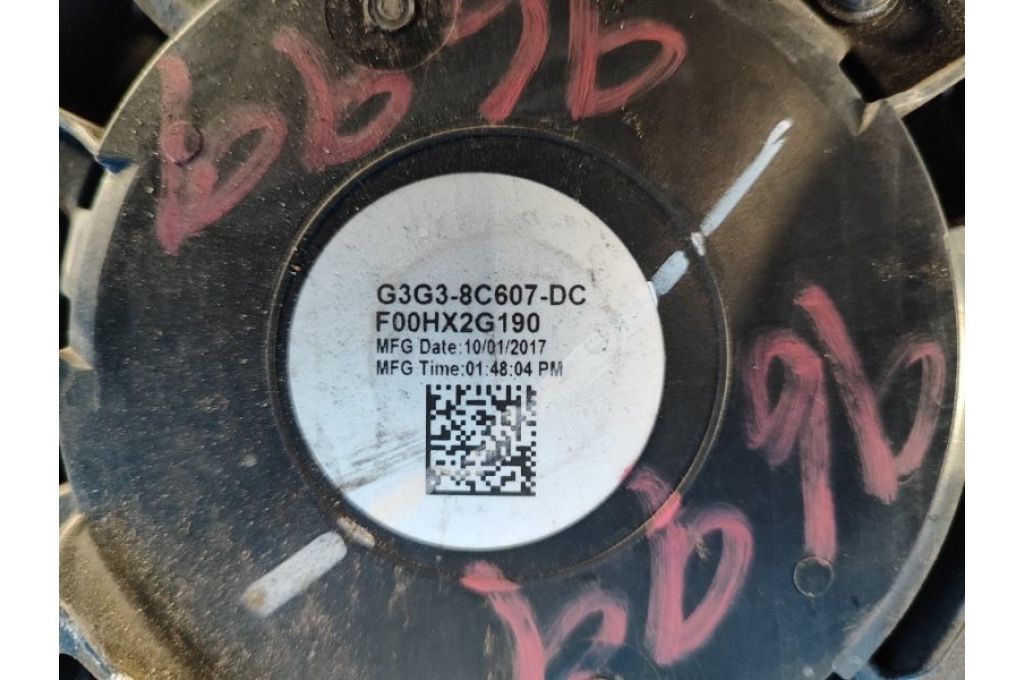 G3G3-8C607-DC
F00HX2G190
MFG Date:10/01/2017
MFG Time:01:48:04 PM